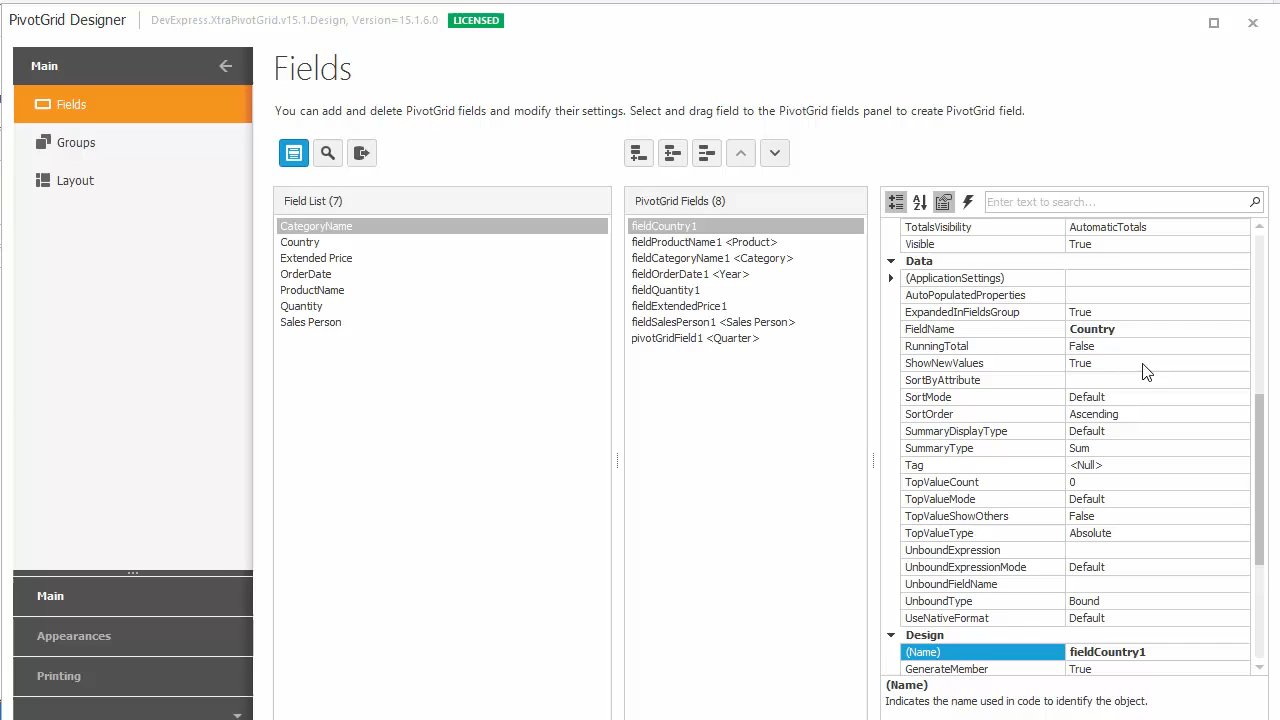 PivotGrid Designer
DevExpress.XtraPivotGrid.v15.1.Design, Version=15.1.6.0
LICENSED
Main
Fields
Groups
Layout
Main
Appearances
Printing
Fields
You can add and delete PivotGrid fields and modify their settings. Select and drag field to the PivotGrid fields panel to create PivotGrid field.
Field List (7)
CategoryName
Country
Extended Price
OrderDate
ProductName
Quantity
Sales Person
PivotGrid Fields (8)
fieldCountry1
fieldProductName1 <Product>
fieldCategoryName1 <Category>
fieldOrderDate1 <Year>
fieldQuantity1
fieldExtendedPrice1
fieldSalesPerson1 <Sales Person>
pivotGridField1 <Quarter>
Enter text to search...
TotalsVisibility AutomaticTotals
Visible True
Data
(ApplicationSettings)
AutoPopulatedProperties
ExpandedInFieldsGroup True
FieldName Country
RunningTotal False
ShowNewValues True
SortByAttribute
SortMode Default
SortOrder Ascending
SummaryDisplayType Default
SummaryType Sum
Tag <Null>
TopValueCount 0
TopValueMode Default
TopValueShowOthers False
TopValueType Absolute
UnboundExpression
UnboundExpressionMode Default
UnboundFieldName
UnboundType Bound
UseNativeFormat Default
Design
(Name) fieldCountry1
GenerateMember True
(Name)
Indicates the name used in code to identify the object.